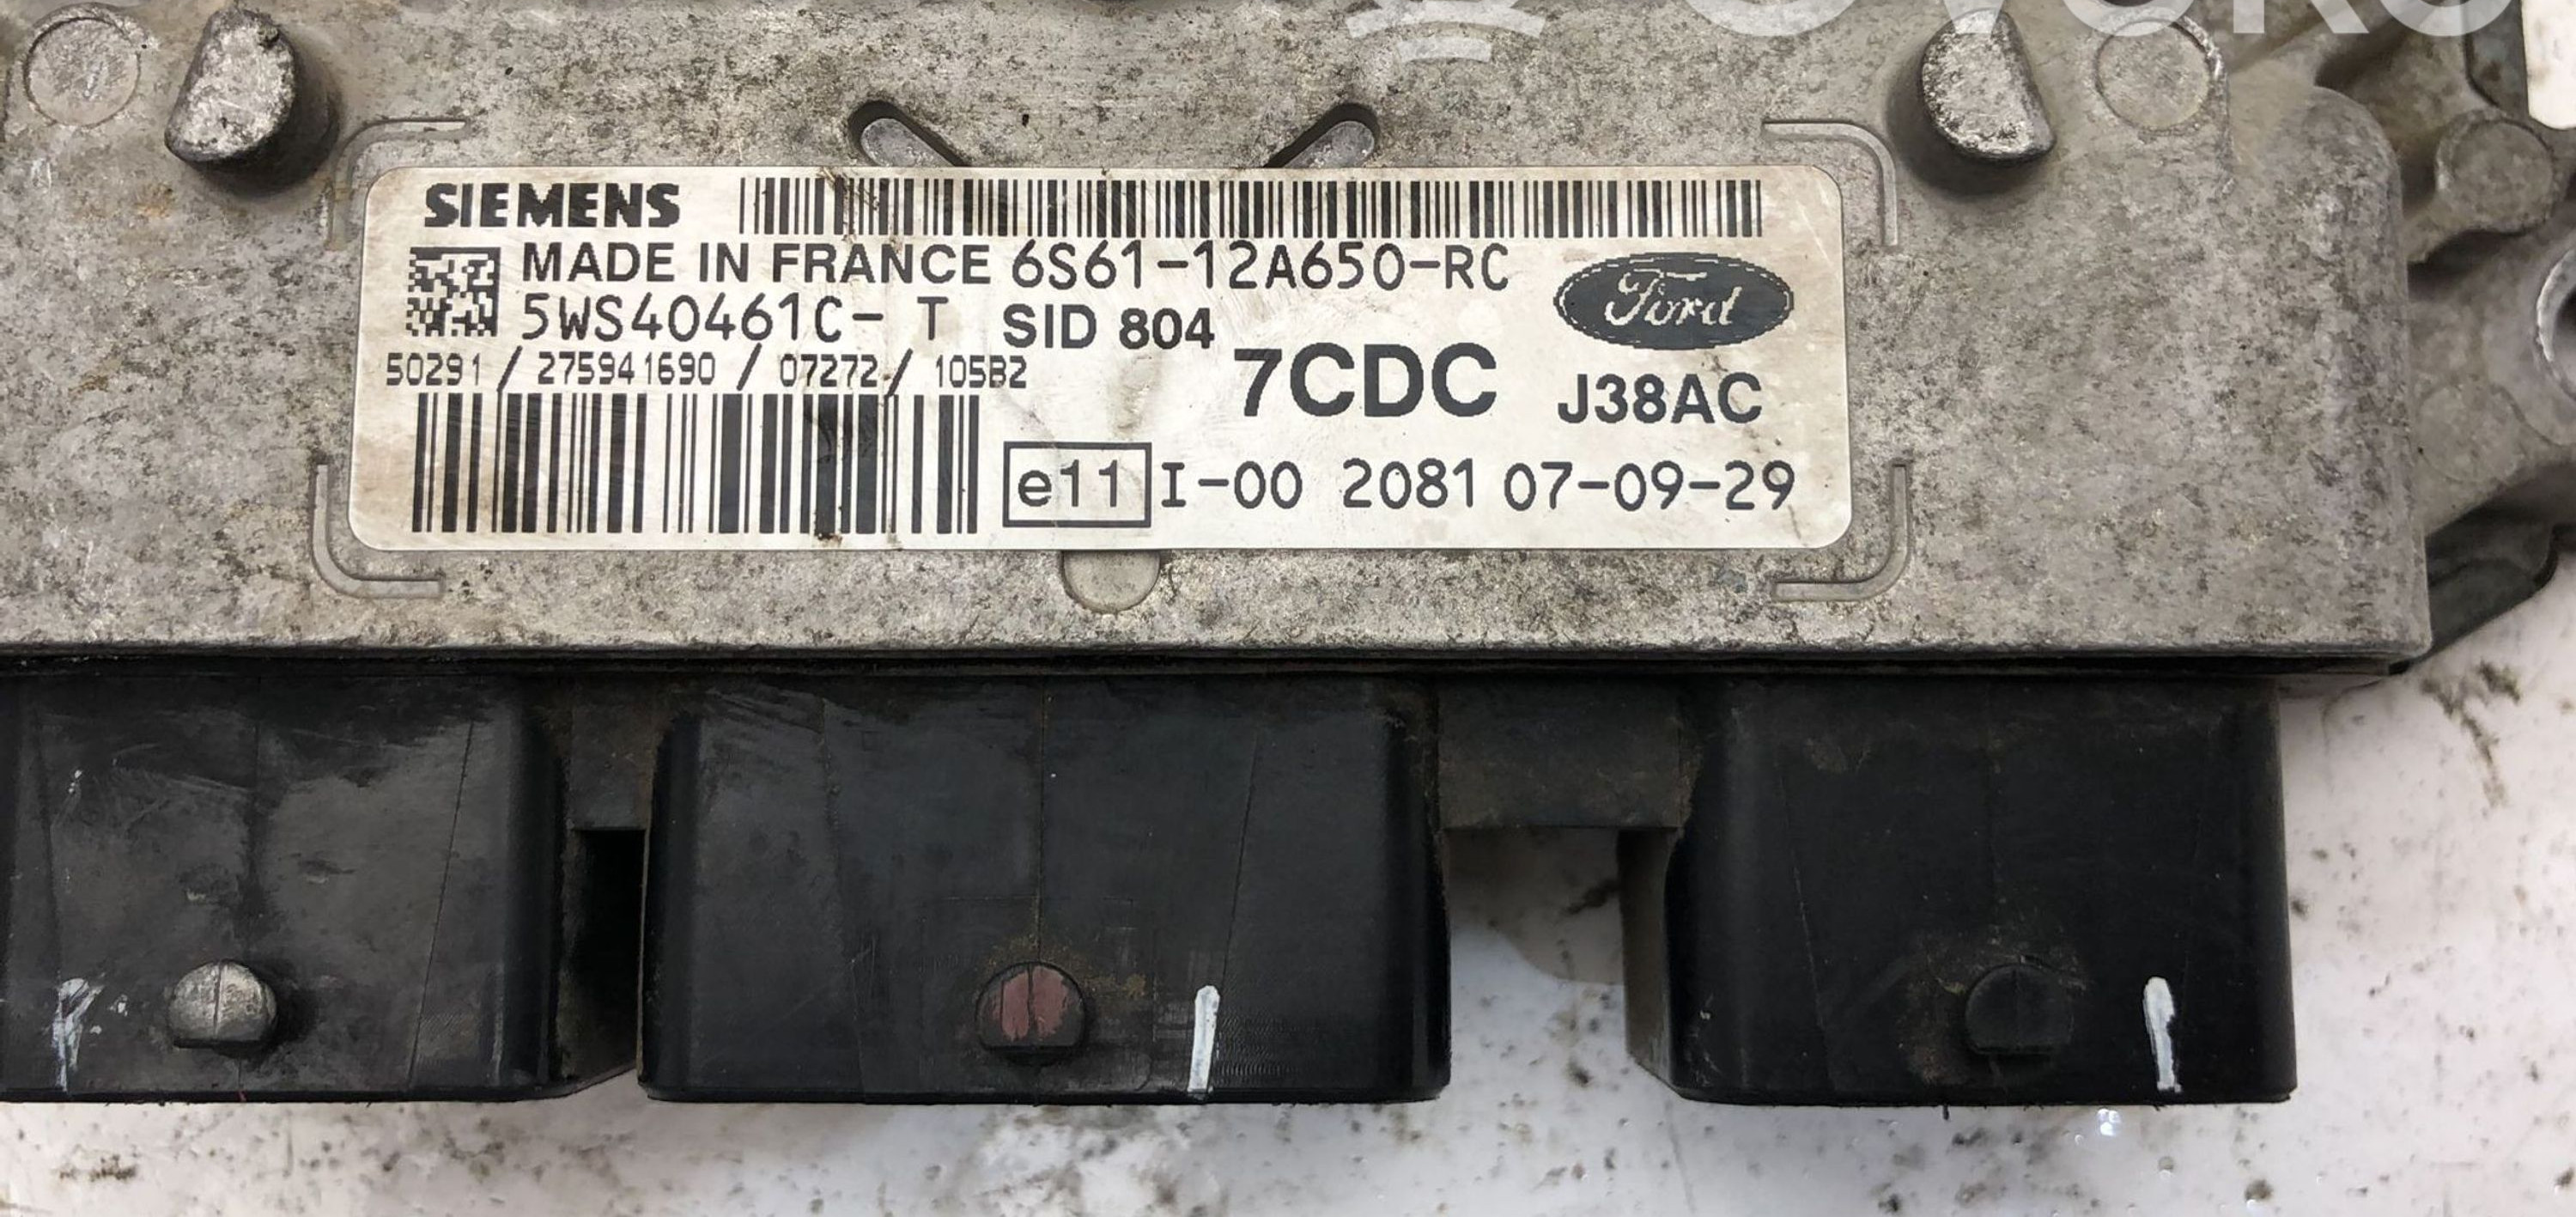 SIEMENS
MADE IN FRANCE 6S61-12A650-RC
Ford
5WS40461C- T SID 804
50291 / 275941690 / 07272 / 105B2
7CDC J38AC
e11 I-00 2081 07-09-29